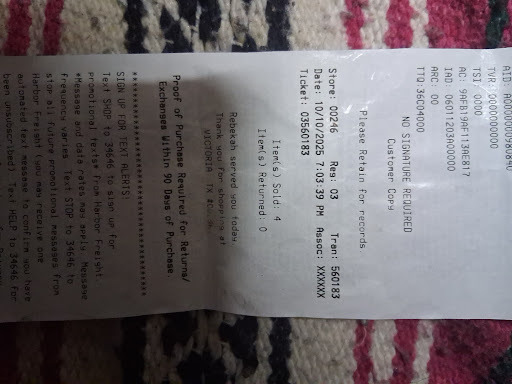 AID: A0000000980840
TVR: 0000000000
TSI: 0000
AC: 9AFB19AF113AE817
IAD: 06011203A00000
ARC: 00
TTQ:36C04000
NO SIGNATURE REQUIRED
Customer Copy
Please Retain for records
Store: 00246 Reg: 03 Tran: 560183
Date: 10/10/2025 7:03:39 PM Assoc: XXXXXX
Ticket: 03560183
Item(s) Sold: 4
Item(s) Returned: 0
Rebekah served you today
Thank you for shopping at
VICTORIA TX
Proof of Purchase Required for Returns/
Exchanges Within 90 Days of Purchase.
SIGN UP FOR TEXT ALERTS:
Text SHOP to 34646 to sign up for
promotional texts from Harbor Freight.
*Message and data rates may apply. Message
frequency varies. Text STOP to 34646 to
stop all future promotional messages from
Harbor Freight (you may receive one
automated text message to confirm you have
been unsubscribed). Text HELP to 34646 for